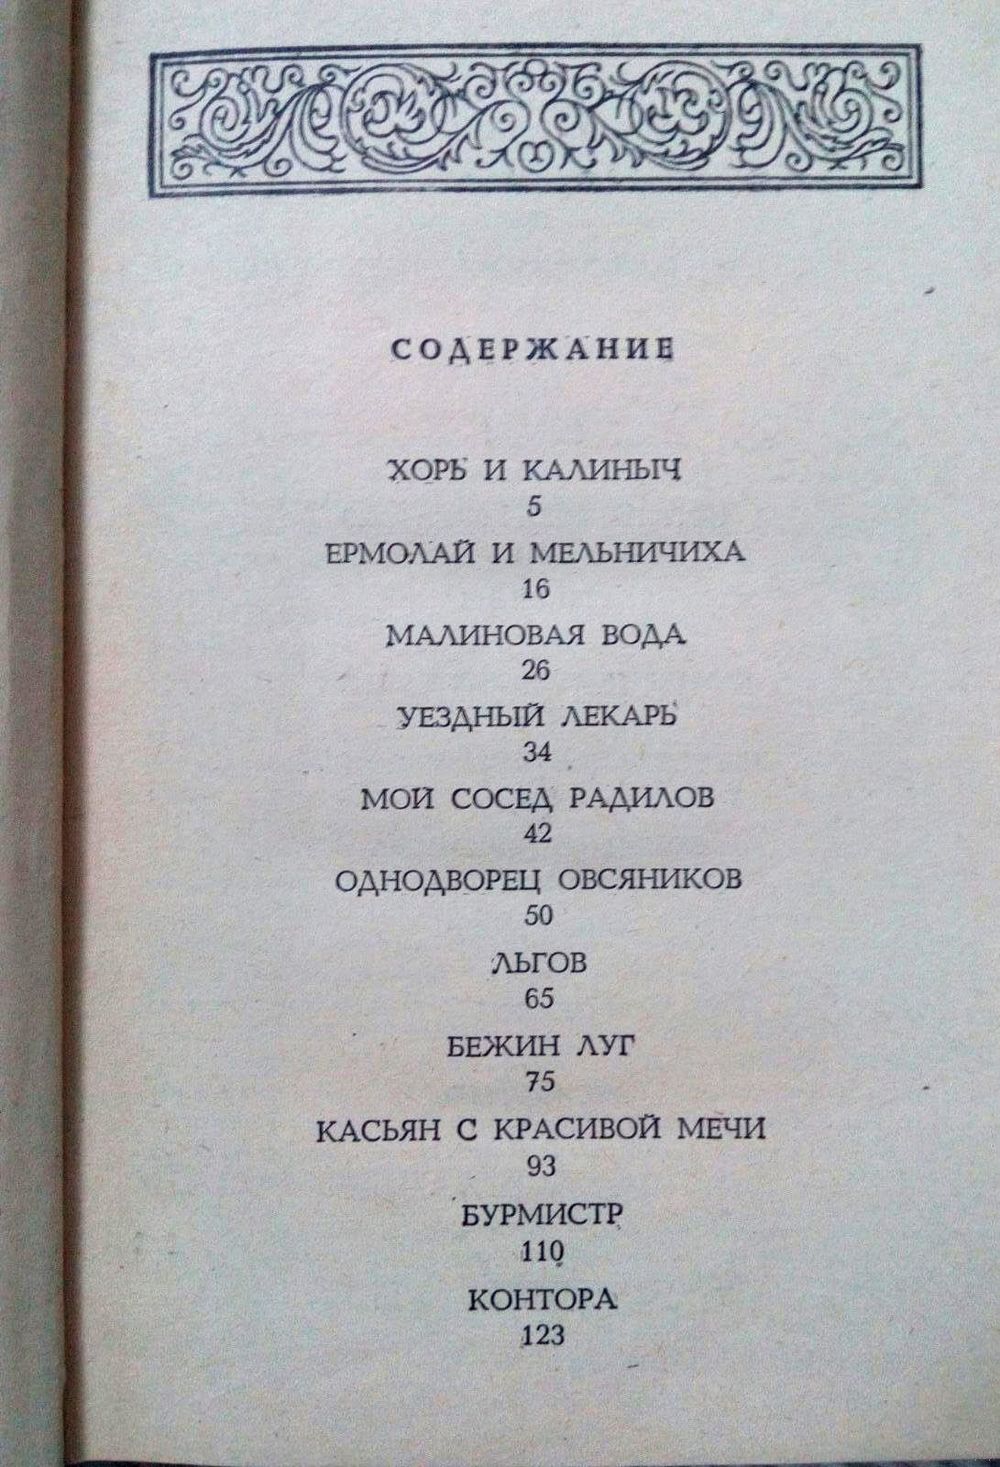 СОДЕРЖАНИЕ
ХОРЬ И КАЛИНЫЧ
5
ЕРМОЛАЙ И МЕЛЬНИЧИХА
16
МАЛИНОВАЯ ВОДА
26
УЕЗДНЫЙ ЛЕКАРЬ
34
МОЙ СОСЕД РАДИЛОВ
42
ОДНОДВОРЕЦ ОВСЯНИКОВ
50
ЛЬГОВ
65
БЕЖИН ЛУГ
75
КАСЬЯН С КРАСИВОЙ МЕЧИ
93
БУРМИСТР
110
КОНТОРА
123